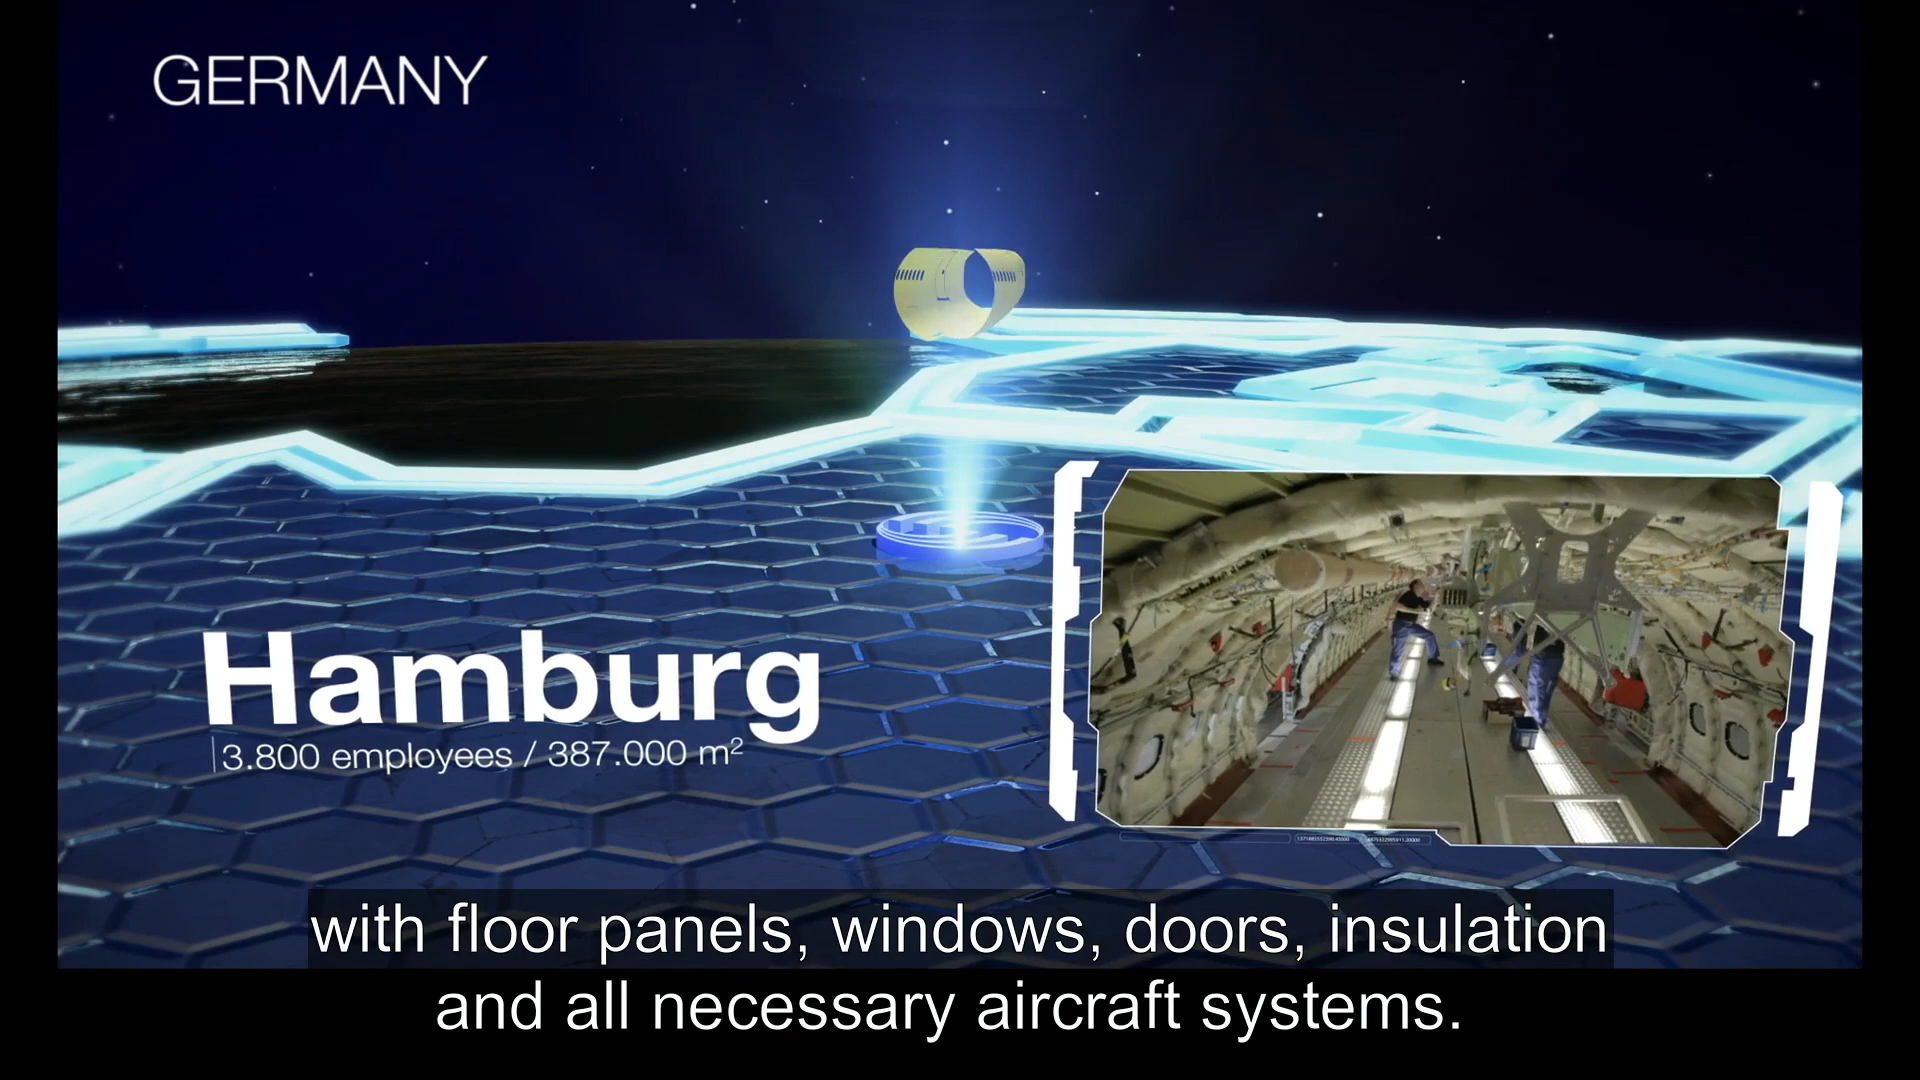 GERMANY
Hamburg
3.800 employees / 387.000 m²
with floor panels, windows, doors, insulation
and all necessary aircraft systems.